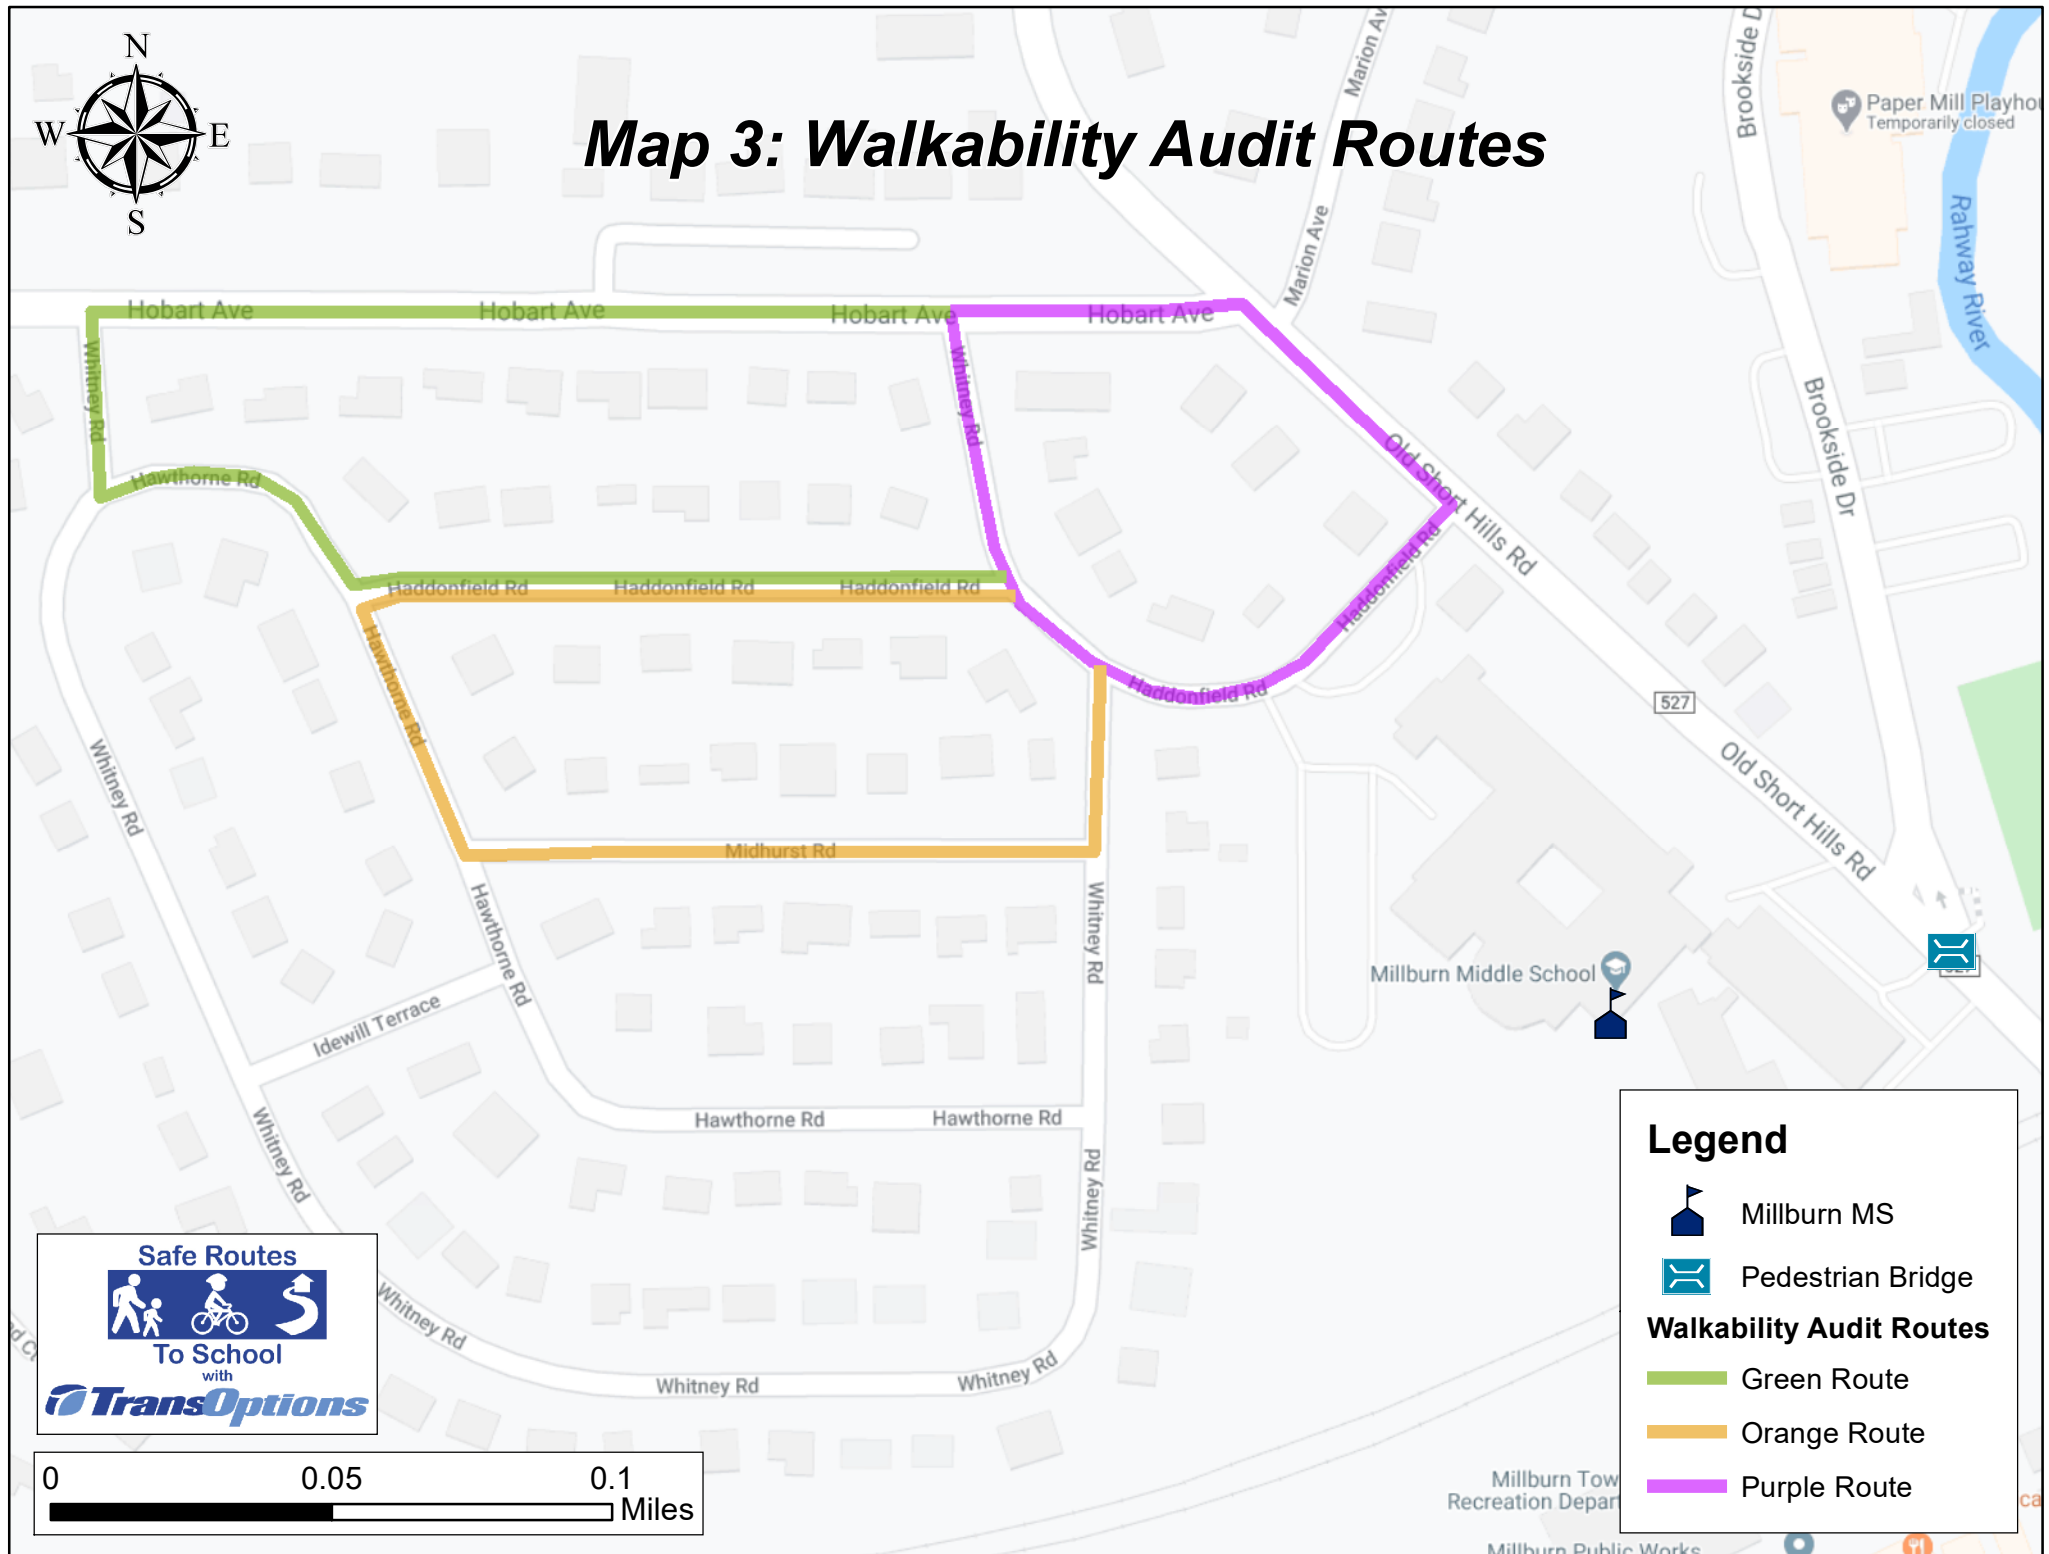 N
W
E
S
Map 3: Walkability Audit Routes
Marion Ave
Brookside D
Paper Mill Playhou
Temporarily closed
Rahway River
Marion Ave
Hobart Ave
Hobart Ave
Hobart Ave
Hobart Ave
Whitney Rd
Whitney Rd
Brookside Dr
Old Short Hills Rd
Hawthorne Rd
Haddonfield Rd
Haddonfield Rd
Haddonfield Rd
Haddonfield Rd
Hawthorne Rd
Haddonfield Rd
527
Whitney Rd
Old Short Hills Rd
Midhurst Rd
Hawthorne Rd
Whitney Rd
Millburn Middle School
Idewill Terrace
Hawthorne Rd
Hawthorne Rd
Whitney Rd
Whitney Rd
Whitney Rd
Whitney Rd
Whitney Rd
Safe Routes
To School
with
TransOptions
0
0.05
0.1
Miles
Legend
Millburn MS
Pedestrian Bridge
Walkability Audit Routes
Green Route
Orange Route
Purple Route
Millburn Tow
Recreation Depart
Millburn Public Works
ca